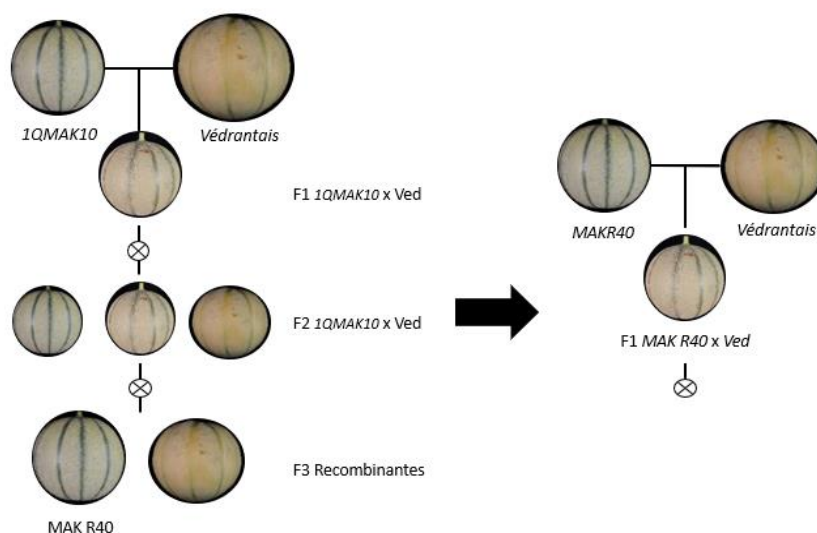 1QMAK10
Védrantais
F1 1QMAK10 x Ved
F2 1QMAK10 x Ved
F3 Recombinantes
MAK R40
MAKR40
Védrantais
F1 MAK R40 x Ved